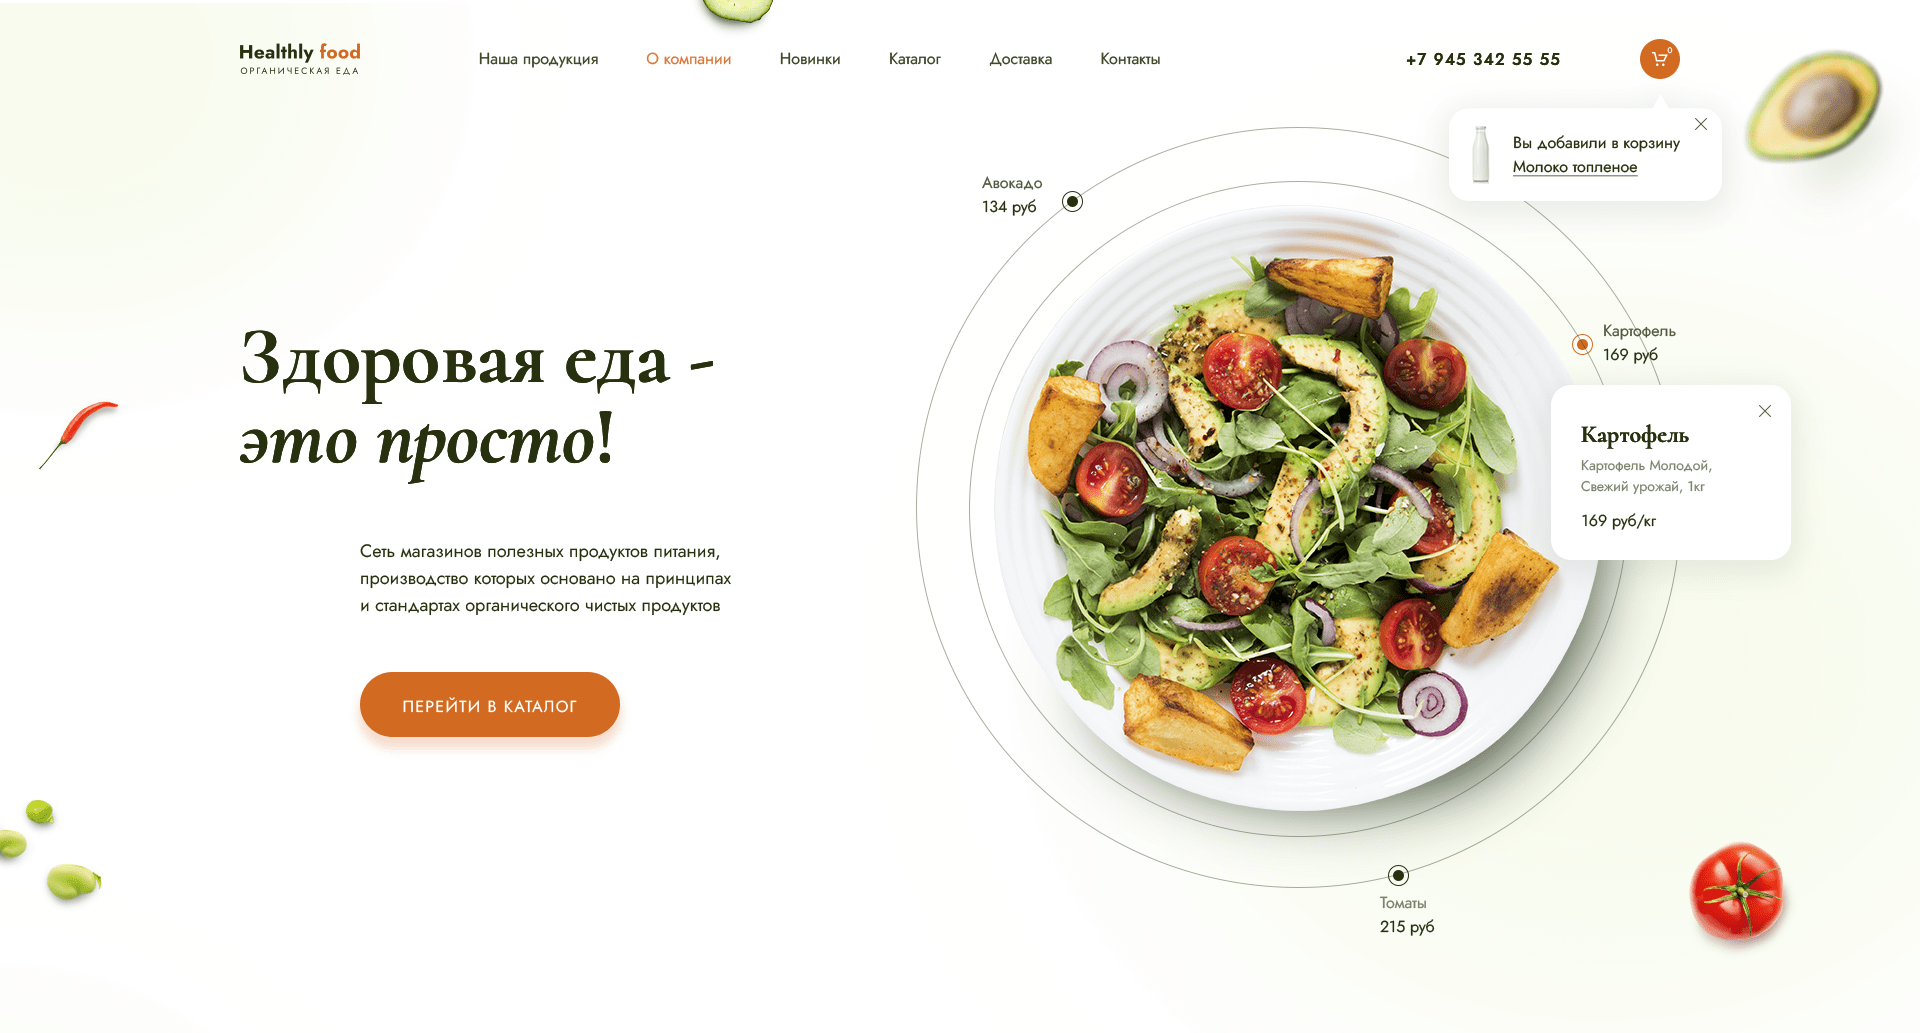 Healthly food
ОРГАНИЧЕСКАЯ ЕДА
Наша продукция
О компании
Новинки
Каталог
Доставка
Контакты
+7 945 342 55 55
0
Вы добавили в корзину
Молоко топленое
Авокадо
134 руб
Картофель
169 руб
Здоровая еда -
это просто!
Картофель
Картофель Молодой,
Свежий урожай, 1кг
169 руб/кг
Сеть магазинов полезных продуктов питания,
производство которых основано на принципах
и стандартах органического чистых продуктов
ПЕРЕЙТИ В КАТАЛОГ
Томаты
215 руб